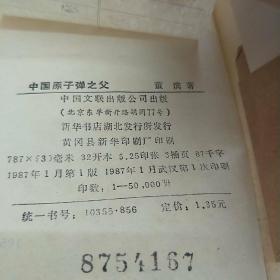 中国原子弹之父 董滨著
中国文联出版公司出版
(北京东华街开路胡同77号)
新华书店湖北发行所发行
黄冈县新华印刷厂印刷
787×(3)毫米 32开本 5.25印张 3插页 87千字
1987年1月第1版 1987年1月武汉第1次印刷
印数:1—50,000册
统一书号:10355·856 定价:1.35元
8754167